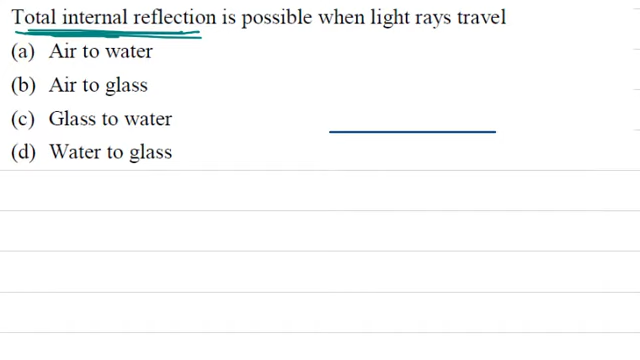 Total internal reflection is possible when light rays travel
(a) Air to water
(b) Air to glass
(c) Glass to water
(d) Water to glass